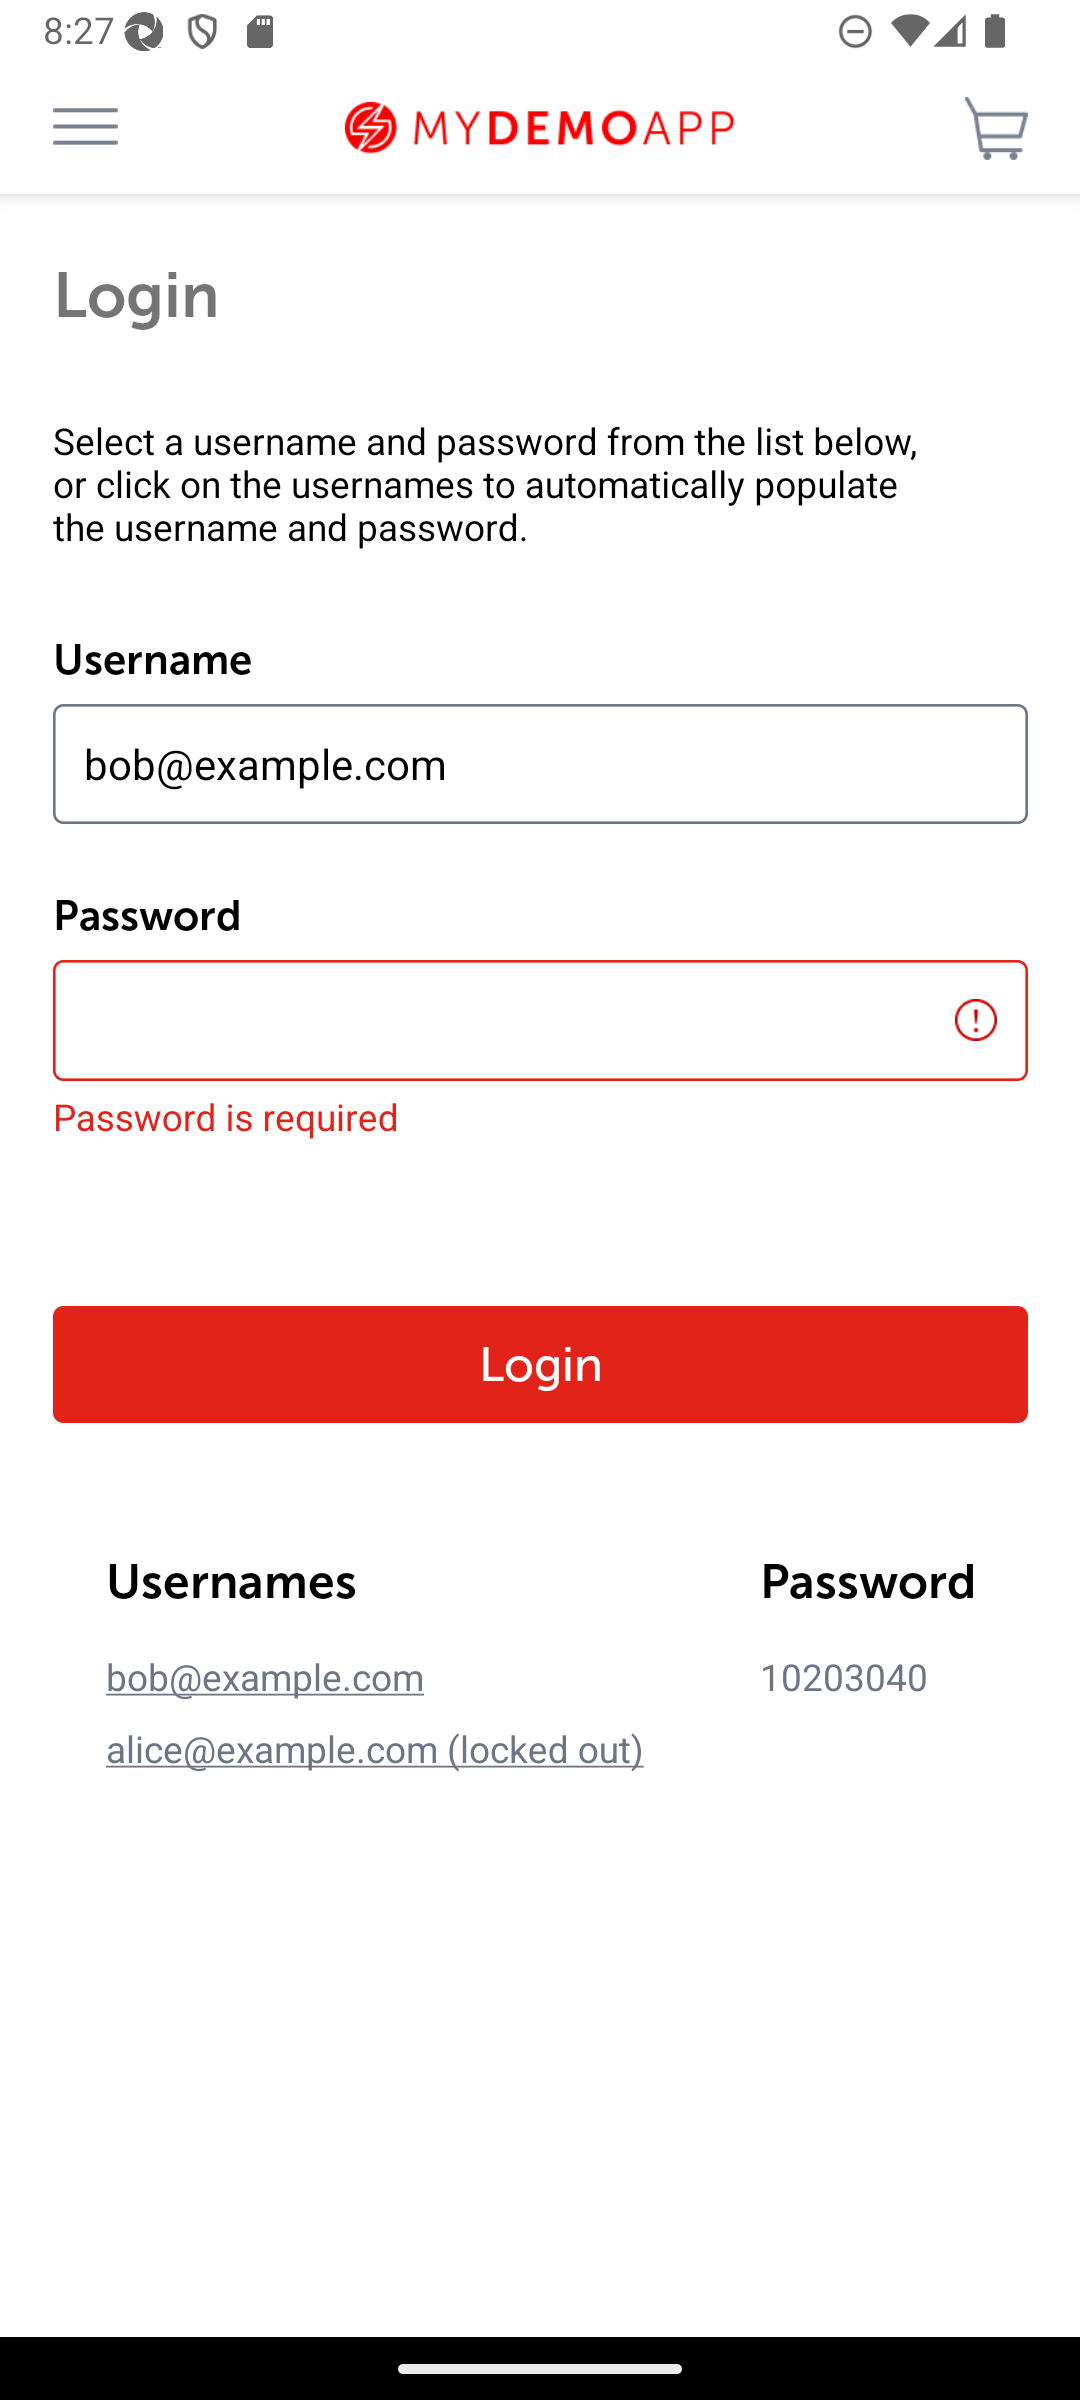 8:27
MYDEMOAPP
Login
Select a username and password from the list below,
or click on the usernames to automatically populate
the username and password.
Username
bob@example.com
Password
Password is required
Login
Usernames Password
bob@example.com 10203040
alice@example.com (locked out)